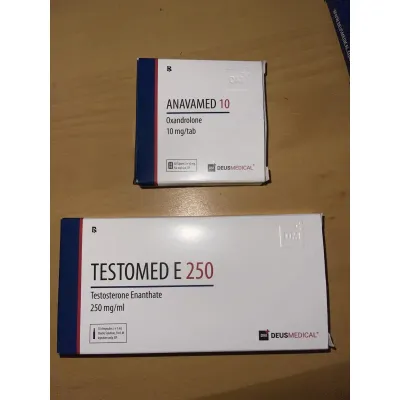 ANAVAMED 10
Oxandrolone
10 mg/tab
DEUSMEDICAL
TESTOMED E 250
Testosterone Enanthate
250 mg/ml
DEUSMEDICAL